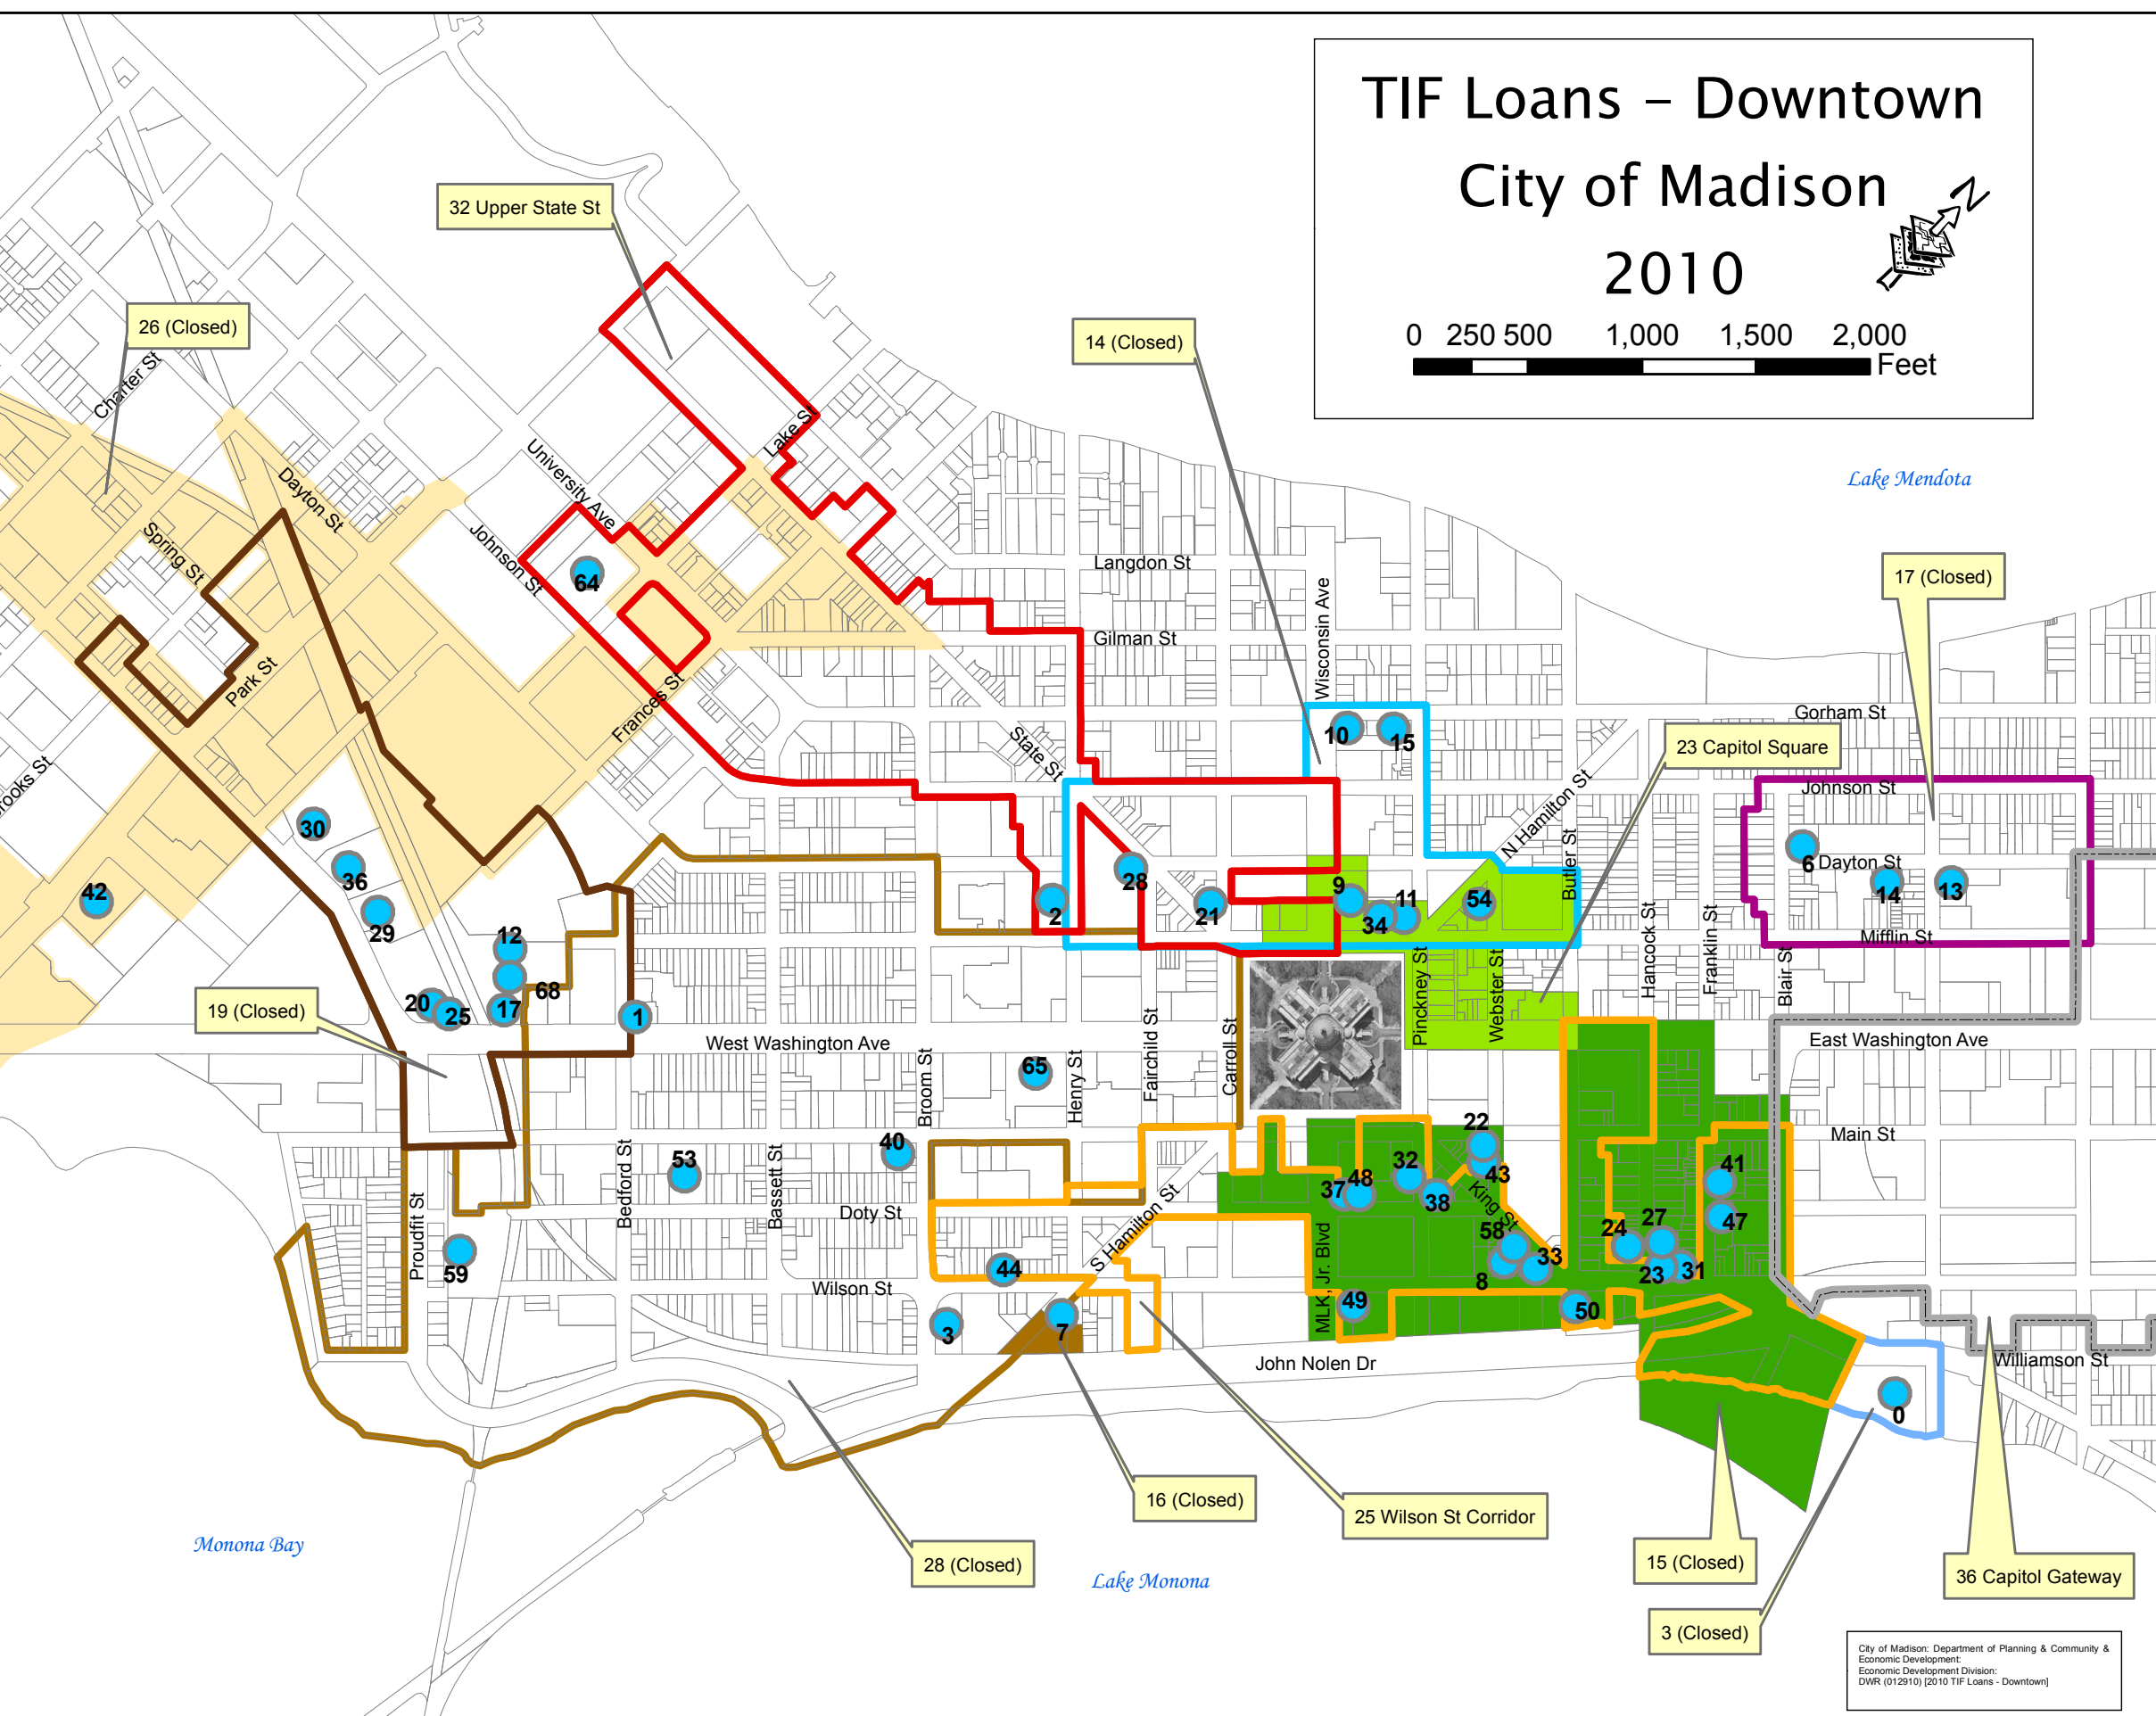 TIF Loans – Downtown
City of Madison
2010
N
0 250 500 1,000 1,500 2,000
Feet
32 Upper State St
26 (Closed)
14 (Closed)
Lake Mendota
17 (Closed)
23 Capitol Square
19 (Closed)
16 (Closed)
25 Wilson St Corridor
28 (Closed)
15 (Closed)
36 Capitol Gateway
3 (Closed)
Monona Bay
Lake Monona
Charter St
Lake St
University Ave
Dayton St
Johnson St
Spring St
Park St
Frances St
rooks St
State St
Langdon St
Gilman St
Wisconsin Ave
Gorham St
Johnson St
N Hamilton St
Butler St
Dayton St
Mifflin St
Hancock St
Franklin St
Blair St
Pinckney St
Webster St
East Washington Ave
West Washington Ave
Broom St
Henry St
Fairchild St
Carroll St
Main St
Bedford St
Bassett St
Proudfit St
Doty St
S Hamilton St
King St
MLK, Jr. Blvd
Wilson St
John Nolen Dr
Williamson St
64
10
15
30
36
42
29
12
68
20
25
17
1
2
28
21
9
34
11
54
6
14
13
65
40
53
59
44
3
7
22
43
32
37
48
38
58
8
33
49
50
24
27
23
31
41
47
0
City of Madison: Department of Planning & Community &
Economic Development:
Economic Development Division:
DWR (012910) [2010 TIF Loans - Downtown]